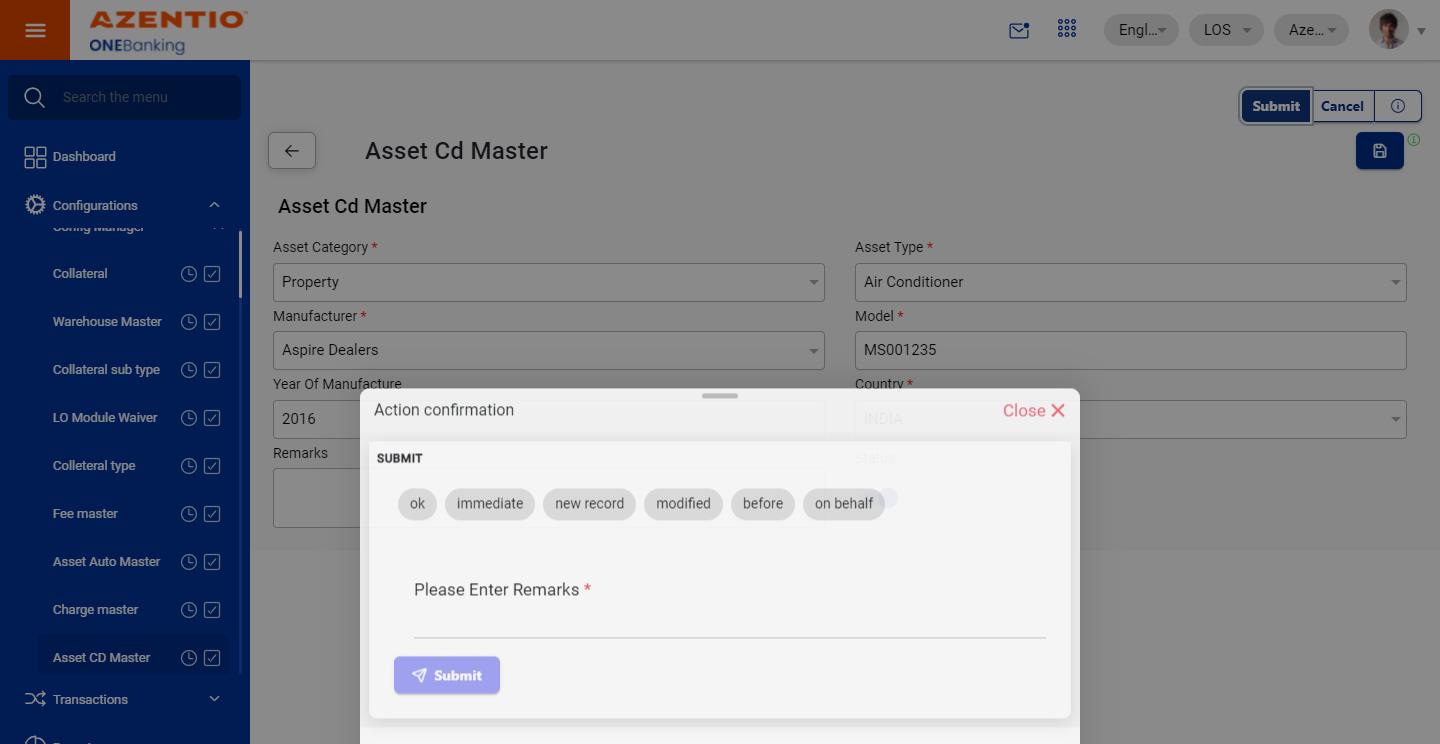 AZENTIO
ONEBanking
Engl...
LOS
Aze...
Search the menu
Dashboard
Configurations
Config Manager
Collateral
Warehouse Master
Collateral sub type
LO Module Waiver
Colleteral type
Fee master
Asset Auto Master
Charge master
Asset CD Master
Transactions
Submit
Cancel
Asset Cd Master
Asset Cd Master
Asset Category *
Asset Type *
Property
Air Conditioner
Manufacturer *
Model *
Aspire Dealers
MS001235
Year Of Manufacture
Country *
2016
INDIA
Remarks
Status
Action confirmation
Close
SUBMIT
ok
immediate
new record
modified
before
on behalf
Please Enter Remarks *
Submit